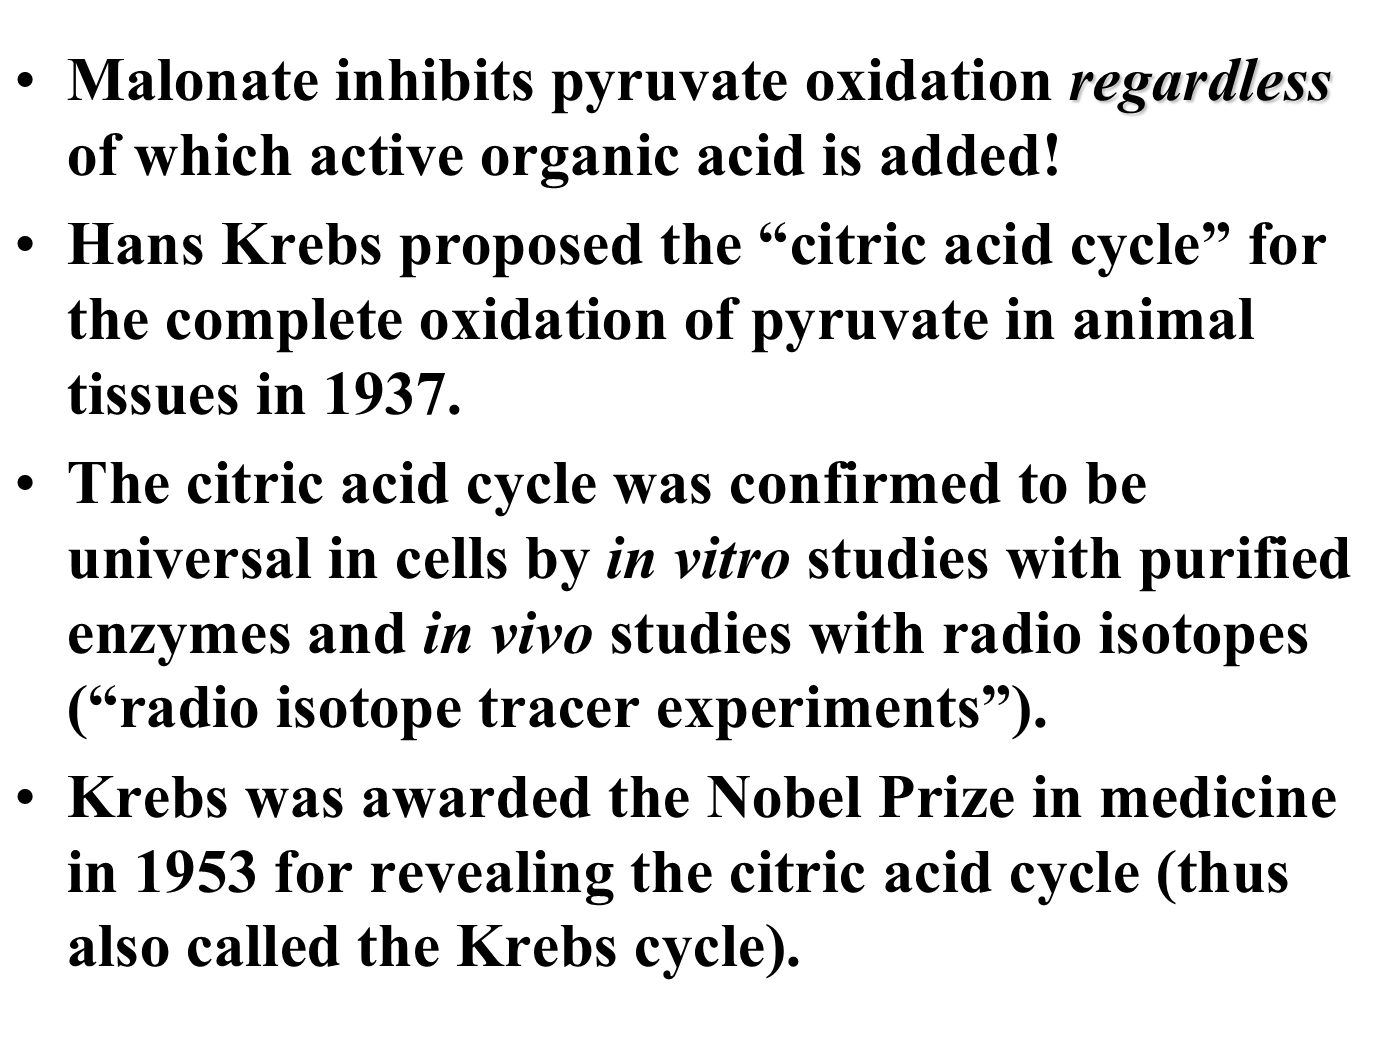 • Malonate inhibits pyruvate oxidation regardless
of which active organic acid is added!
• Hans Krebs proposed the “citric acid cycle” for
the complete oxidation of pyruvate in animal
tissues in 1937.
• The citric acid cycle was confirmed to be
universal in cells by in vitro studies with purified
enzymes and in vivo studies with radio isotopes
(“radio isotope tracer experiments”).
• Krebs was awarded the Nobel Prize in medicine
in 1953 for revealing the citric acid cycle (thus
also called the Krebs cycle).